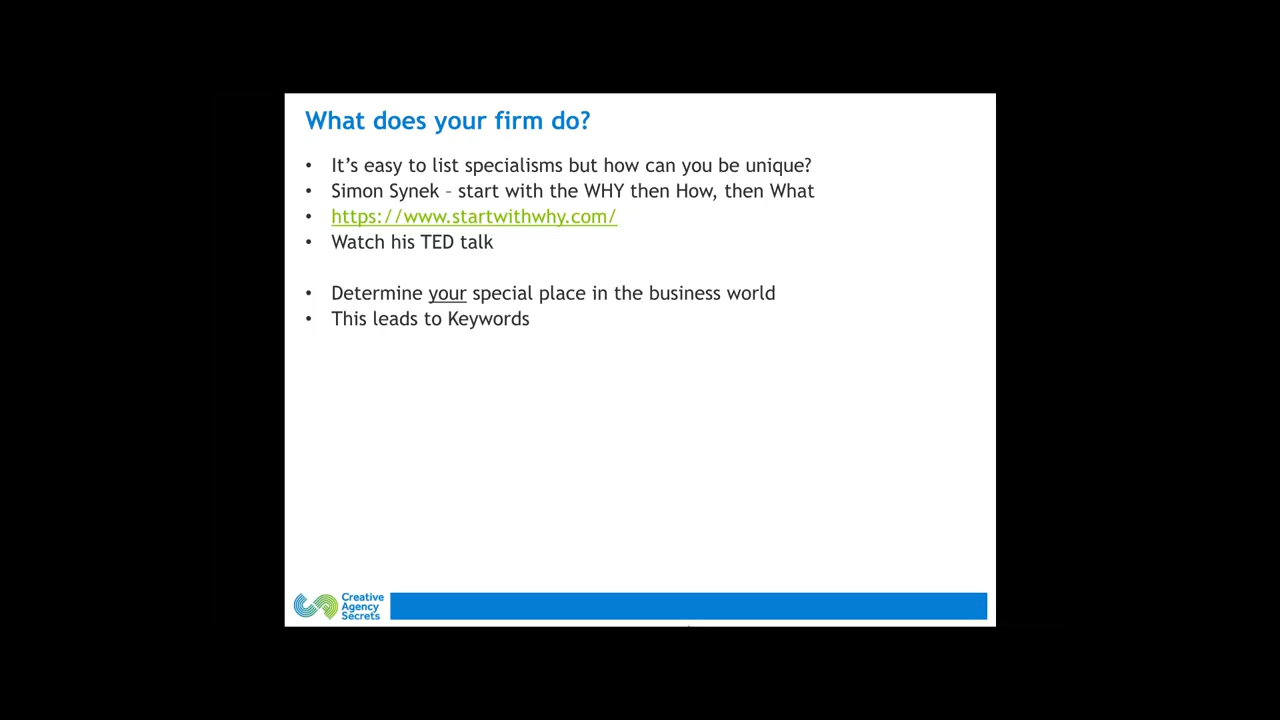 What does your firm do?
• It’s easy to list specialisms but how can you be unique?
• Simon Synek – start with the WHY then How, then What
• https://www.startwithwhy.com/
• Watch his TED talk
• Determine your special place in the business world
• This leads to Keywords
Creative
Agency
Secrets